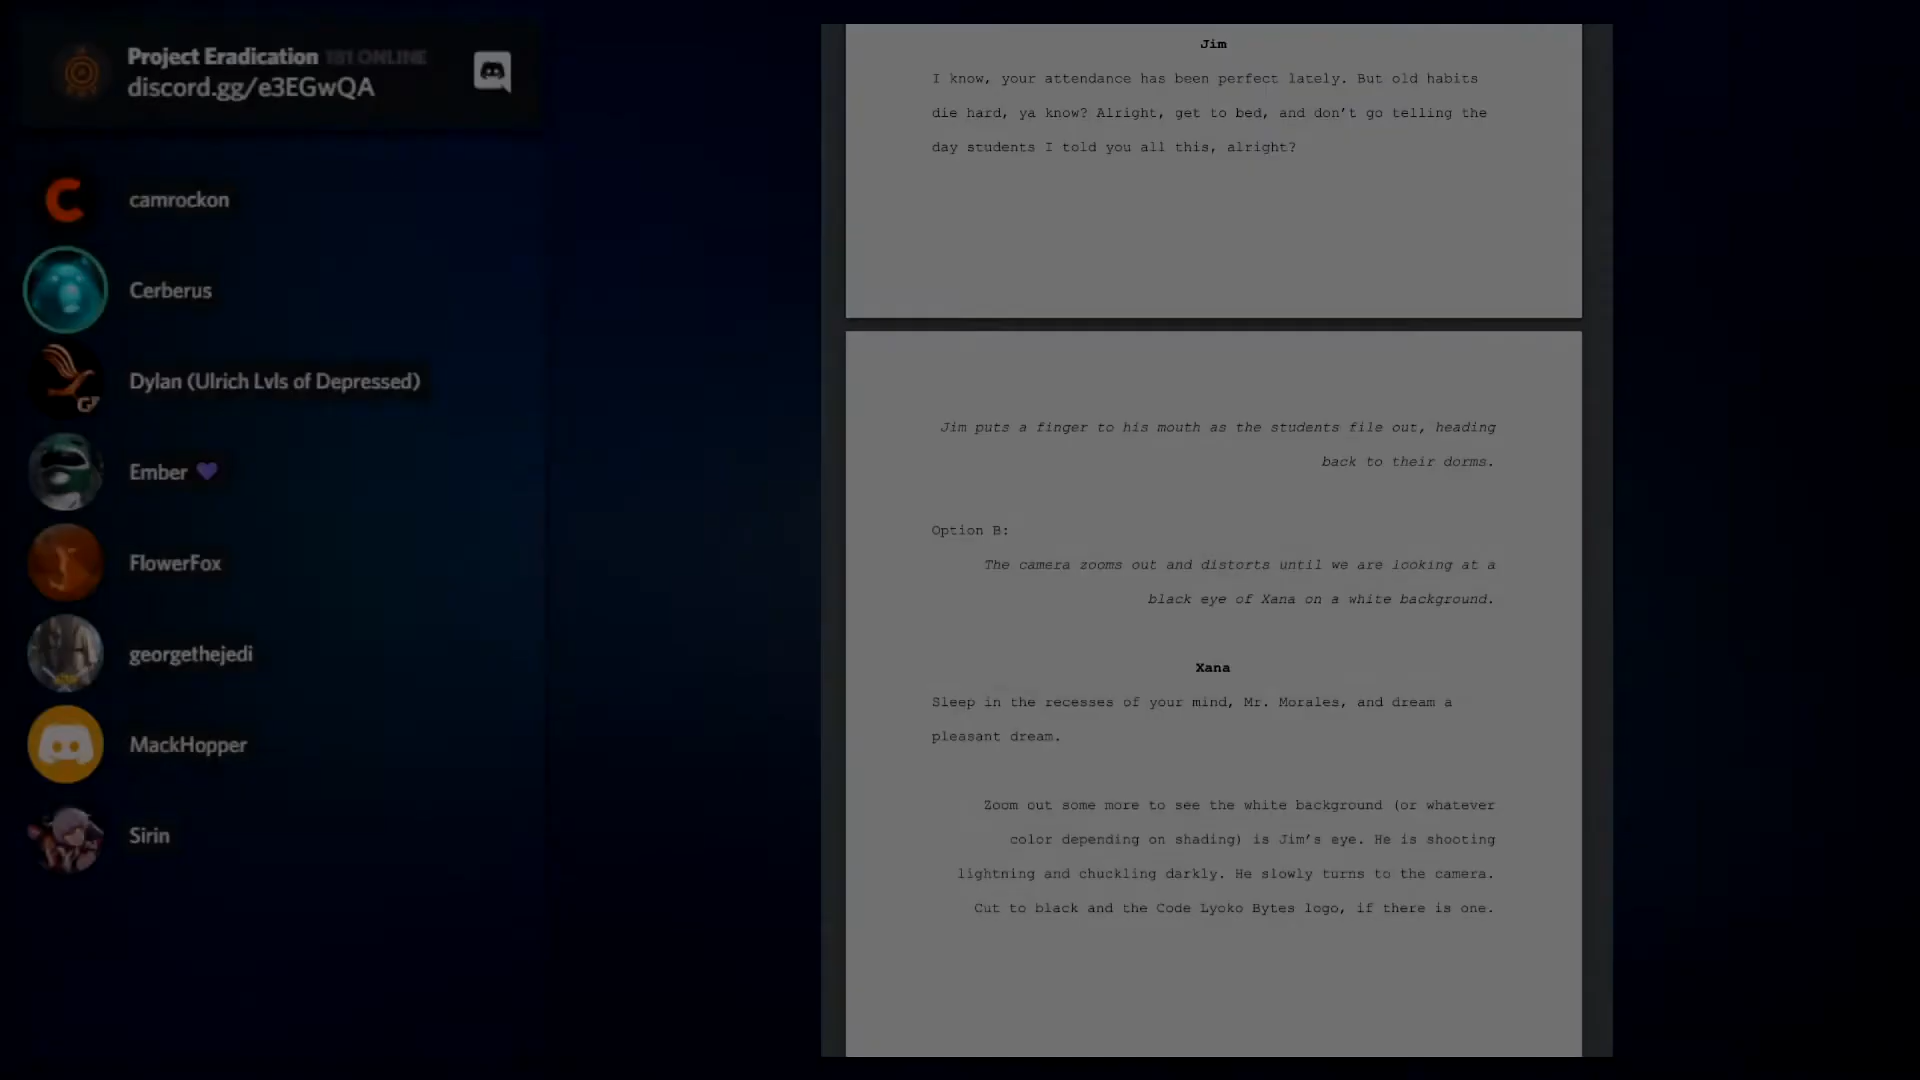 Project Eradication 181 ONLINE
discord.gg/e3EGwQA
camrockon
Cerberus
Dylan (Ulrich Lvls of Depressed)
Ember 💜
FlowerFox
georgethejedi
MackHopper
Sirin
Jim
I know, your attendance has been perfect lately. But old habits
die hard, ya know? Alright, get to bed, and don’t go telling the
day students I told you all this, alright?
Jim puts a finger to his mouth as the students file out, heading
back to their dorms.
Option B:
The camera zooms out and distorts until we are looking at a
black eye of Xana on a white background.
Xana
Sleep in the recesses of your mind, Mr. Morales, and dream a
pleasant dream.
Zoom out some more to see the white background (or whatever
color depending on shading) is Jim’s eye. He is shooting
lightning and chuckling darkly. He slowly turns to the camera.
Cut to black and the Code Lyoko Bytes logo, if there is one.